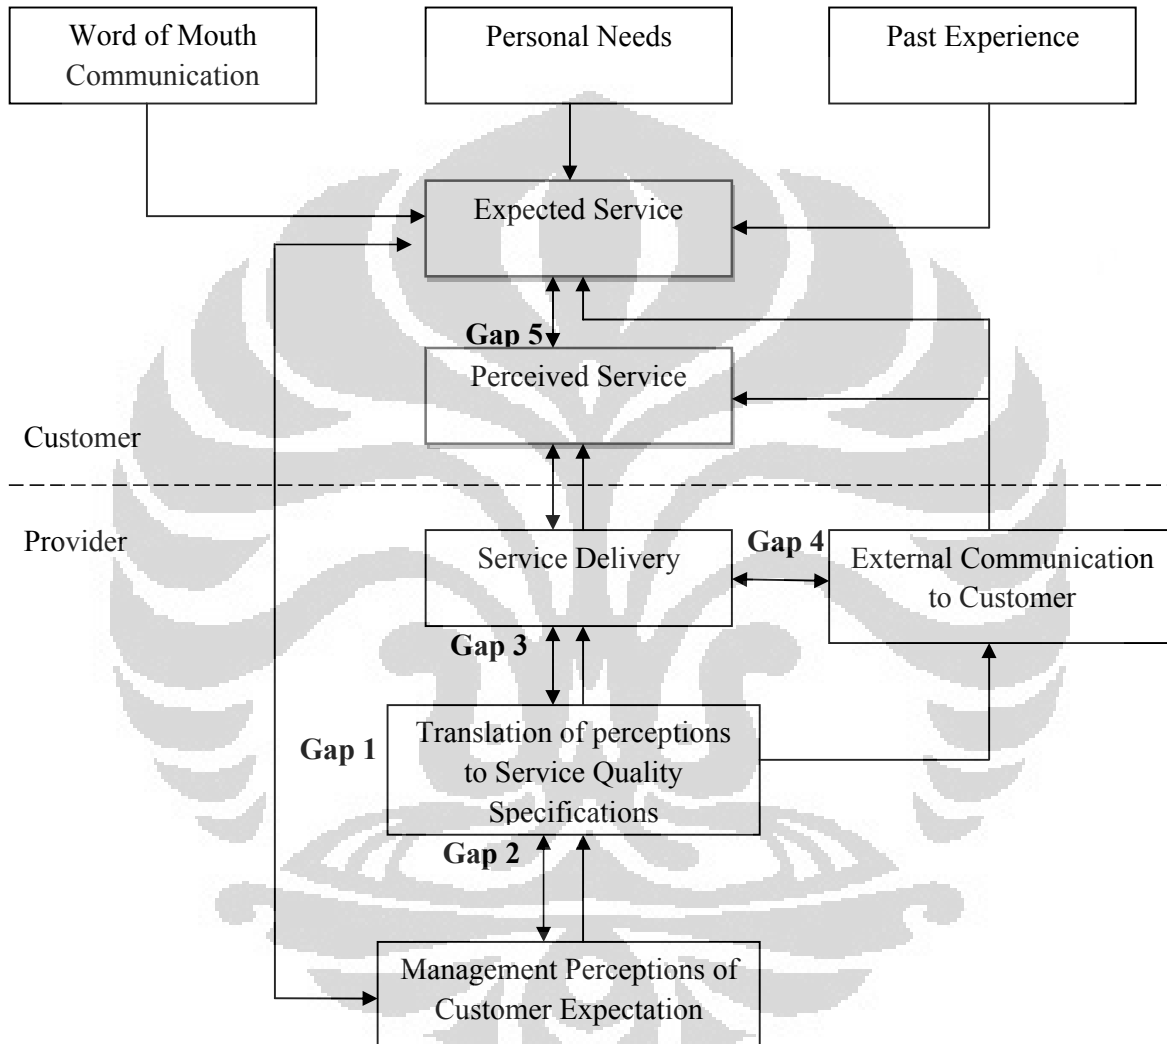 Word of Mouth
Communication
Personal Needs
Past Experience
Expected Service
Gap 5
Perceived Service
Customer
Provider
Service Delivery
Gap 4
External Communication
to Customer
Gap 3
Gap 1
Translation of perceptions
to Service Quality
Specifications
Gap 2
Management Perceptions of
Customer Expectation